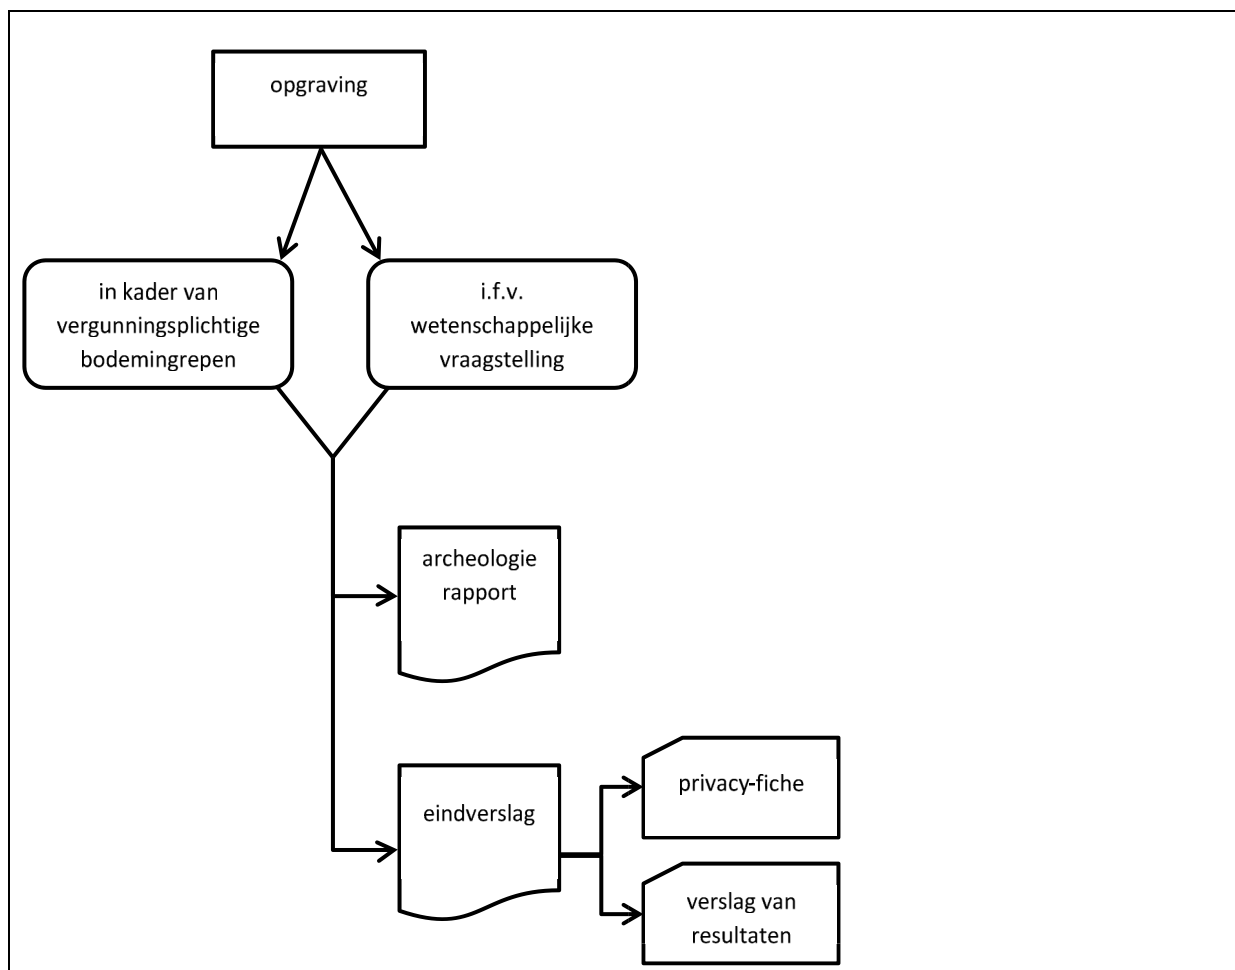 opgraving
in kader van
vergunningsplichtige
bodemingrepen
i.f.v.
wetenschappelijke
vraagstelling
archeologie
rapport
eindverslag
privacy-fiche
verslag van
resultaten